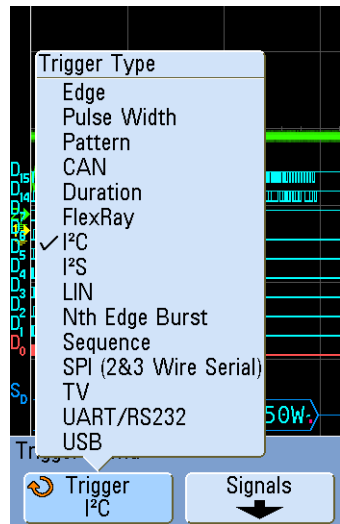 Trigger Type
Edge
Pulse Width
Pattern
CAN
Duration
FlexRay
I²C
I²S
LIN
Nth Edge Burst
Sequence
SPI (2&3 Wire Serial)
TV
UART/RS232
USB
D15
D14
D5
D3
D2
D1
D0
SD
50W
Trigger
I²C
Signals